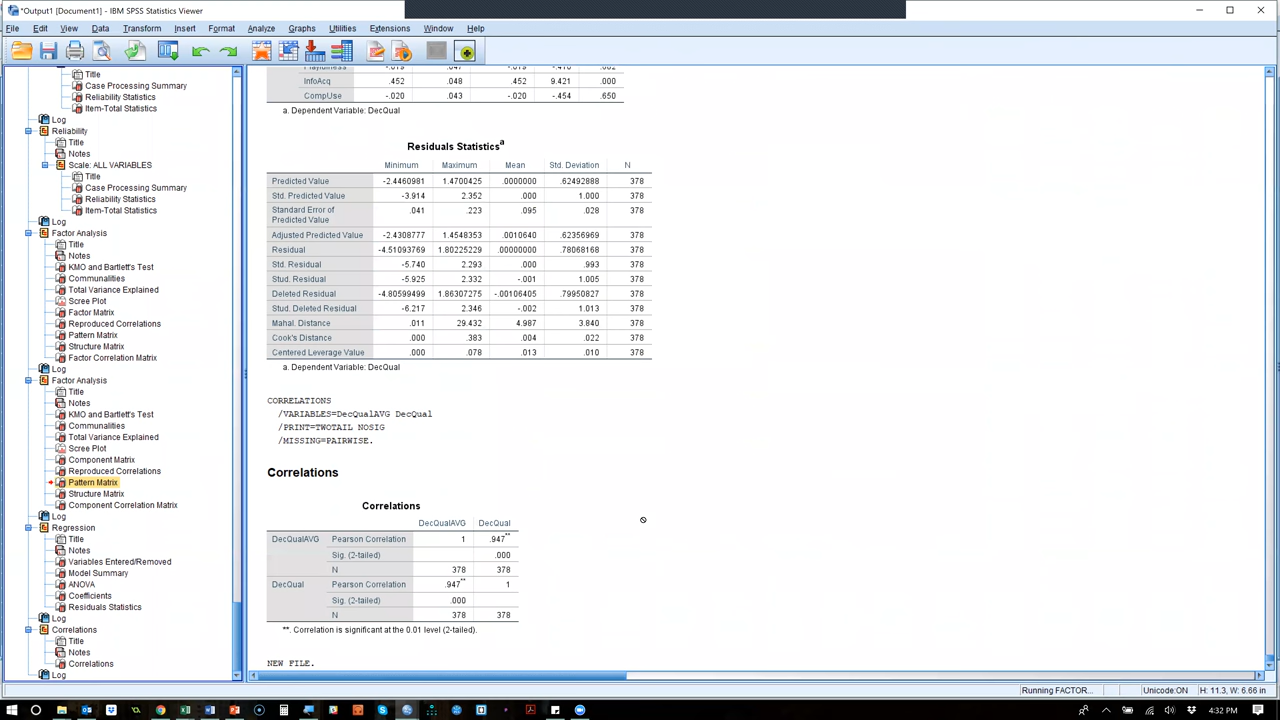 *Output1 [Document1] - IBM SPSS Statistics Viewer
File Edit View Data Transform Insert Format Analyze Graphs Utilities Extensions Window Help
Title
Case Processing Summary
Reliability Statistics
Item-Total Statistics
Log
Reliability
Title
Notes
Scale: ALL VARIABLES
Title
Case Processing Summary
Reliability Statistics
Item-Total Statistics
Log
Factor Analysis
Title
Notes
KMO and Bartlett's Test
Communalities
Total Variance Explained
Scree Plot
Factor Matrix
Reproduced Correlations
Pattern Matrix
Structure Matrix
Factor Correlation Matrix
Log
Factor Analysis
Title
Notes
KMO and Bartlett's Test
Communalities
Total Variance Explained
Scree Plot
Component Matrix
Reproduced Correlations
Pattern Matrix
Structure Matrix
Component Correlation Matrix
Log
Regression
Title
Notes
Variables Entered/Removed
Model Summary
ANOVA
Coefficients
Residuals Statistics
Log
Correlations
Title
Notes
Correlations
Log
InfoAcq .452 .048 .452 9.421 .000
CompUse -.020 .043 -.020 -.454 .650
a. Dependent Variable: DecQual
Residuals Statisticsa
Minimum Maximum Mean Std. Deviation N
Predicted Value -2.4460981 1.4700425 .0000000 .62492888 378
Std. Predicted Value -3.914 2.352 .000 1.000 378
Standard Error of .041 .223 .095 .028 378
Predicted Value
Adjusted Predicted Value -2.4308777 1.4548353 .0010640 .62356969 378
Residual -4.51093769 1.80225229 .00000000 .78068168 378
Std. Residual -5.740 2.293 .000 .993 378
Stud. Residual -5.925 2.332 -.001 1.005 378
Deleted Residual -4.80599499 1.86307275 -.00106405 .79950827 378
Stud. Deleted Residual -6.217 2.346 -.002 1.013 378
Mahal. Distance .011 29.432 4.987 3.840 378
Cook's Distance .000 .383 .004 .022 378
Centered Leverage Value .000 .078 .013 .010 378
a. Dependent Variable: DecQual
CORRELATIONS
/VARIABLES=DecQualAVG DecQual
/PRINT=TWOTAIL NOSIG
/MISSING=PAIRWISE.
Correlations
Correlations
DecQualAVG DecQual
DecQualAVG Pearson Correlation 1 .947**
Sig. (2-tailed) .000
N 378 378
DecQual Pearson Correlation .947** 1
Sig. (2-tailed) .000
N 378 378
**. Correlation is significant at the 0.01 level (2-tailed).
NEW FILE.
Running FACTOR... Unicode:ON H: 11.3, W: 6.66 in
4:32 PM